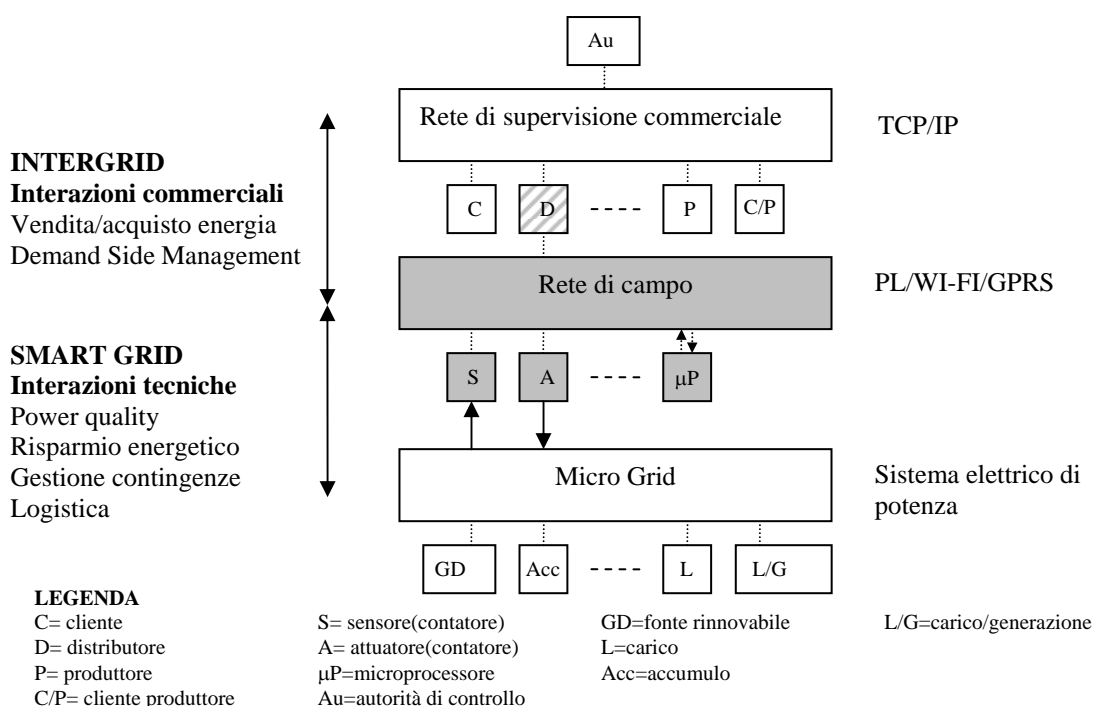 Au
Rete di supervisione commerciale
TCP/IP
INTERGRID
Interazioni commerciali
Vendita/acquisto energia
Demand Side Management
C
D
P
C/P
Rete di campo
PL/WI-FI/GPRS
SMART GRID
Interazioni tecniche
Power quality
Risparmio energetico
Gestione contingenze
Logistica
S
A
µP
Micro Grid
Sistema elettrico di
potenza
GD
Acc
L
L/G
LEGENDA
C= cliente
D= distributore
P= produttore
C/P= cliente produttore
S= sensore(contatore)
A= attuatore(contatore)
µP=microprocessore
Au=autorità di controllo
GD=fonte rinnovabile
L=carico
Acc=accumulo
L/G=carico/generazione